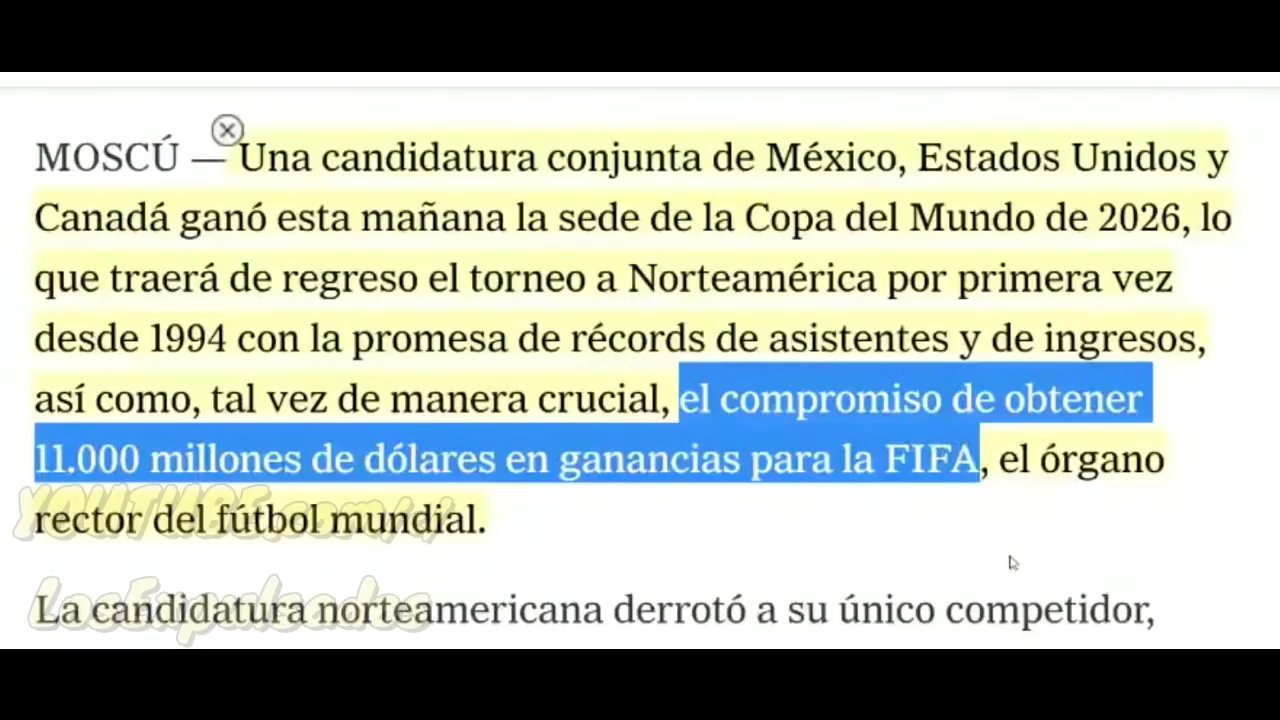 MOSCÚ — Una candidatura conjunta de México, Estados Unidos y
Canadá ganó esta mañana la sede de la Copa del Mundo de 2026, lo
que traerá de regreso el torneo a Norteamérica por primera vez
desde 1994 con la promesa de récords de asistentes y de ingresos,
así como, tal vez de manera crucial, el compromiso de obtener
11.000 millones de dólares en ganancias para la FIFA, el órgano
rector del fútbol mundial.
La candidatura norteamericana derrotó a su único competidor,
YOUTUBE.com/c/
LosExpulsados